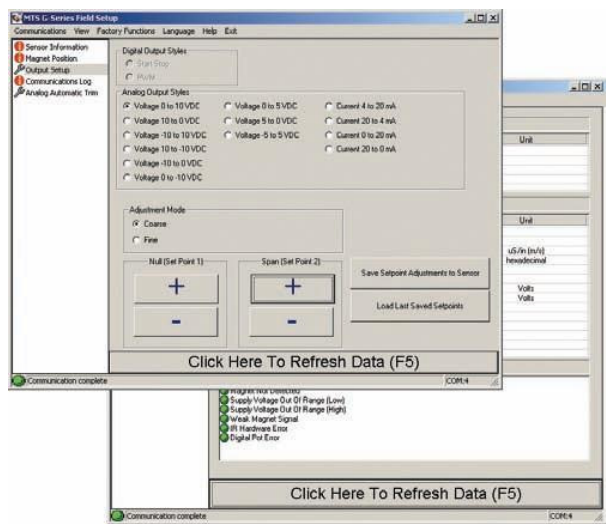 MTS G-Series Field Setup
Communications View Factory Functions Language Help Exit
Sensor Information
Magnet Position
Output Setup
Communications Log
Analog Automatic Trim
Digital Output Styles
Start Stop
PWM
Analog Output Styles
Voltage 0 to 10 VDC
Voltage 0 to 5 VDC
Current 4 to 20 mA
Voltage 10 to 0 VDC
Voltage 5 to 0 VDC
Current 20 to 4 mA
Voltage -10 to 10 VDC
Voltage -5 to 5 VDC
Current 0 to 20 mA
Voltage 10 to -10 VDC
Current 20 to 0 mA
Voltage -10 to 0 VDC
Voltage 0 to -10 VDC
Adjustment Mode
Coarse
Fine
Null (Set Point 1)
Span (Set Point 2)
+
+
-
-
Save Setpoint Adjustments to Sensor
Load Last Saved Setpoints
Click Here To Refresh Data (F5)
Communication complete
COM:4
Unit
Unit
uS/in (m/s)
hexadecimal
Volts
Volts
Magnet Not Detected
Supply Voltage Out Of Range (Low)
Supply Voltage Out Of Range (High)
Weak Magnet Signal
IR Hardware Error
Digital Pot Error
Click Here To Refresh Data (F5)
Communication complete
COM:4